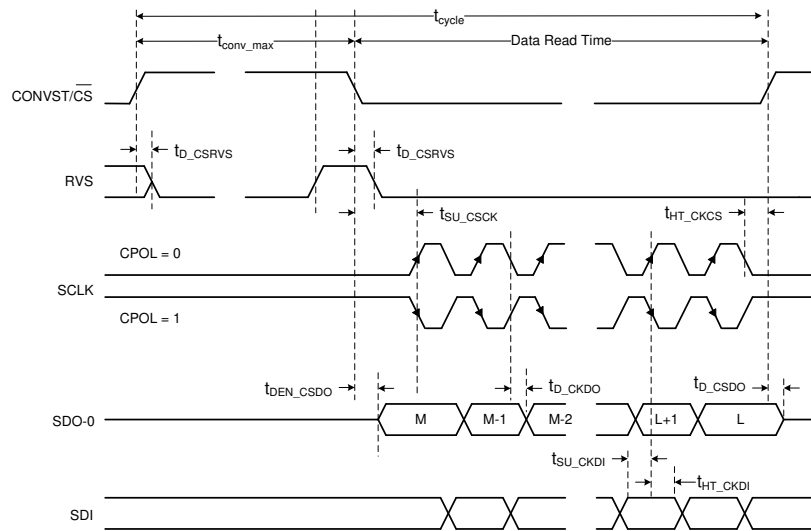 tcycle
tconv_max
Data Read Time
CONVST/CS
tD_CSRVS
tD_CSRVS
RVS
tSU_CSCK
tHT_CKCS
CPOL = 0
SCLK
CPOL = 1
tDEN_CSDO
tD_CKDO
tD_CSDO
SDO-0
M
M-1
M-2
L+1
L
tSU_CKDI
tHT_CKDI
SDI